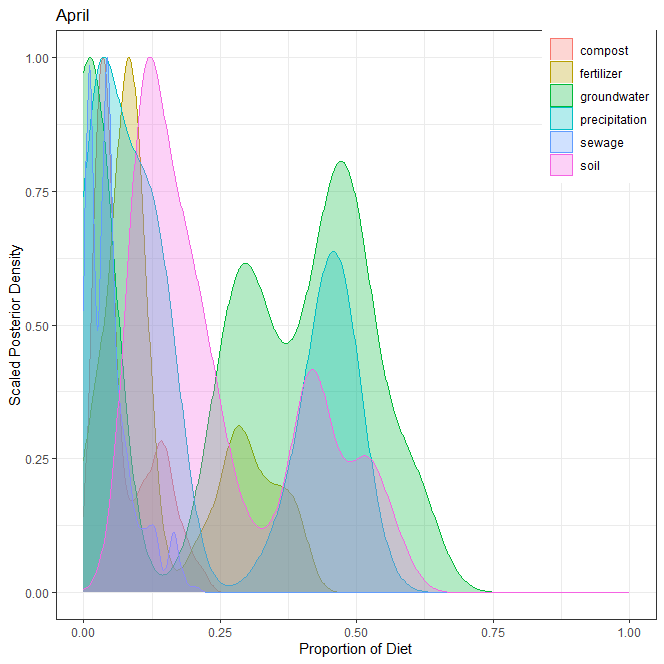 April
compost
fertilizer
groundwater
precipitation
sewage
soil
1.00
0.75
0.50
0.25
0.00
Scaled Posterior Density
0.00 0.25 0.50 0.75 1.00
Proportion of Diet